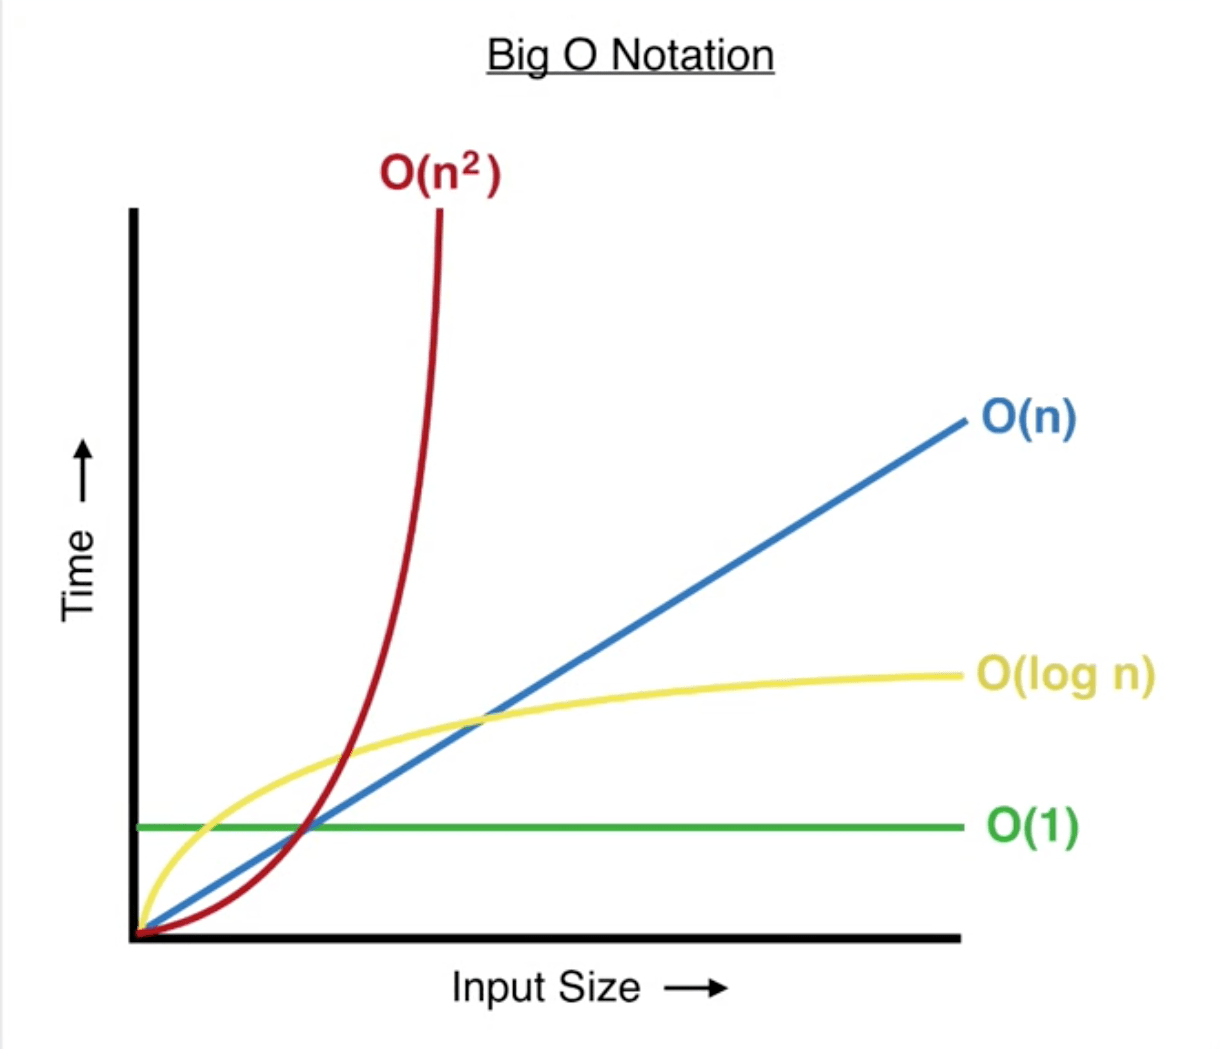 Big O Notation
O(n²)
O(n)
Time
O(log n)
O(1)
Input Size